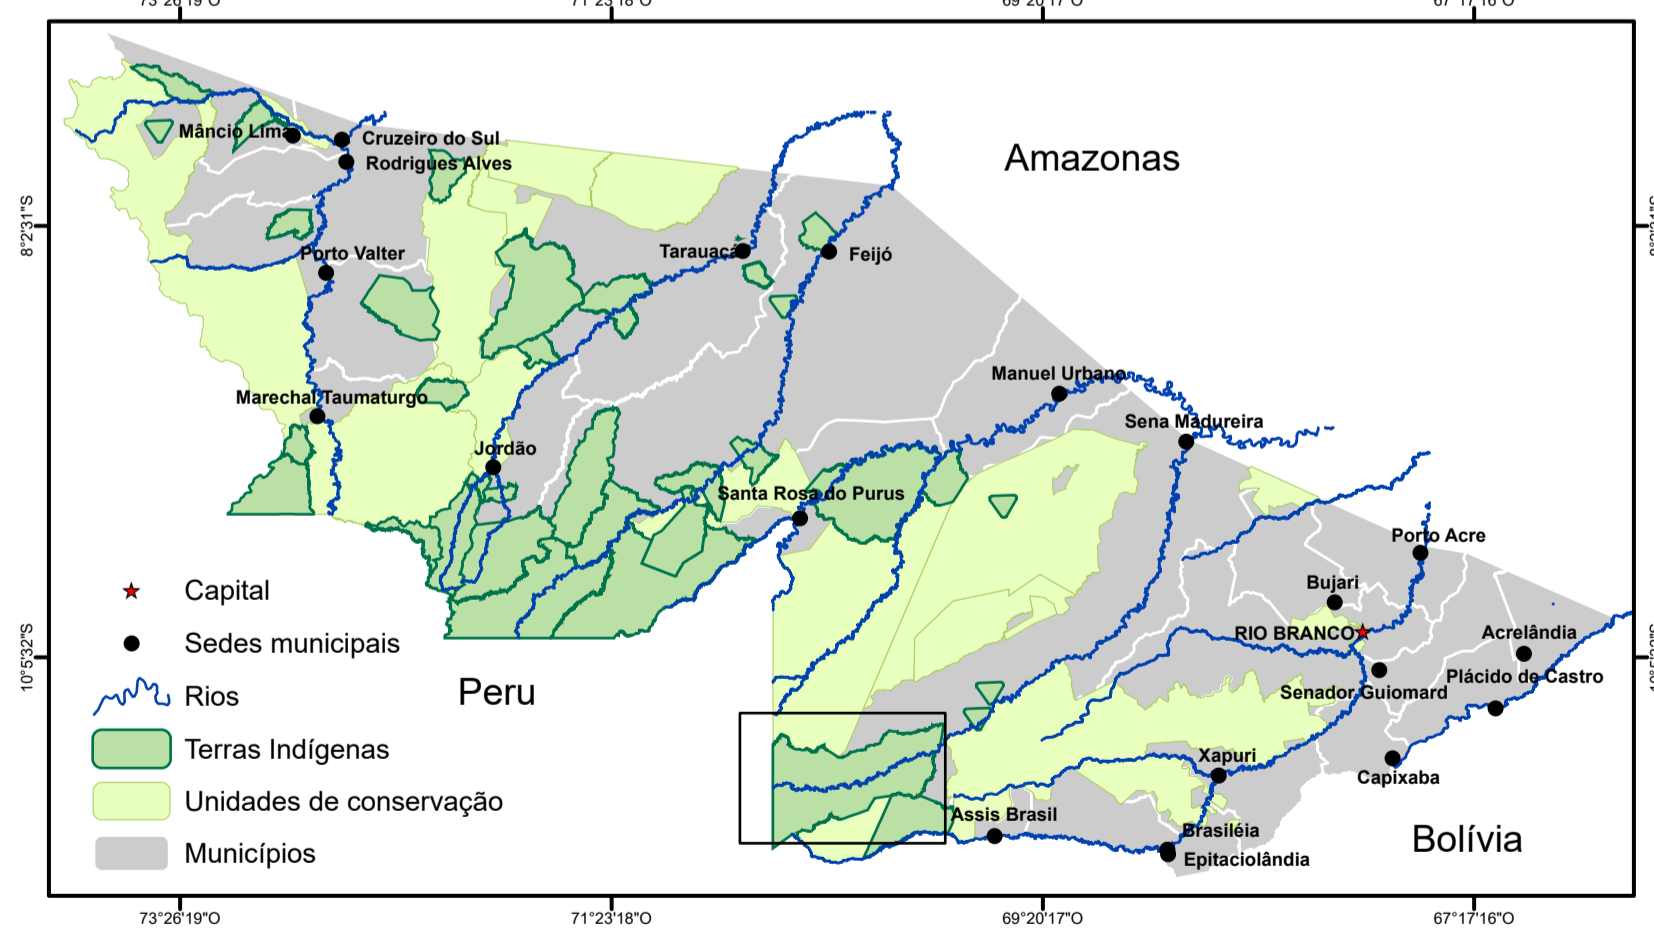 73°26'19"O 71°23'18"O 69°20'17"O 67°17'16"O
Amazonas
Mâncio Lima
Cruzeiro do Sul
Rodrigues Alves
8°2'31"S
Porto Valter
Tarauacá
Feijó
Manuel Urbano
Marechal Taumaturgo
Sena Madureira
Jordão
Santa Rosa do Purus
Porto Acre
Bujari
RIO BRANCO
Acrelândia
10°5'32"S
Plácido de Castro
Senador Guiomard
Xapuri
Capixaba
Assis Brasil
Brasiléia
Epitaciolândia
Peru
Bolívia
Capital
Sedes municipais
Rios
Terras Indígenas
Unidades de conservação
Municípios
73°26'19"O 71°23'18"O 69°20'17"O 67°17'16"O